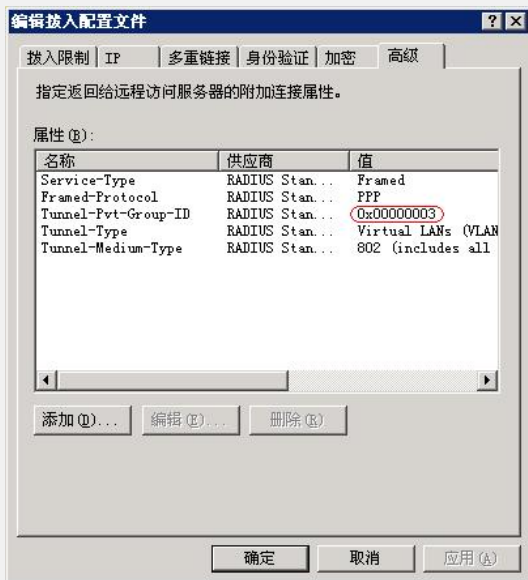 编辑拨入配置文件
拨入限制 IP 多重链接 身份验证 加密 高级
指定返回给远程访问服务器的附加连接属性。
属性(B):
名称 供应商 值
Service-Type RADIUS Stan... Framed
Framed-Protocol RADIUS Stan... PPP
Tunnel-Pvt-Group-ID RADIUS Stan... 0x00000003
Tunnel-Type RADIUS Stan... Virtual LANs (VLAN
Tunnel-Medium-Type RADIUS Stan... 802 (includes all
添加(D)... 编辑(E)... 删除(R)
确定 取消 应用(A)